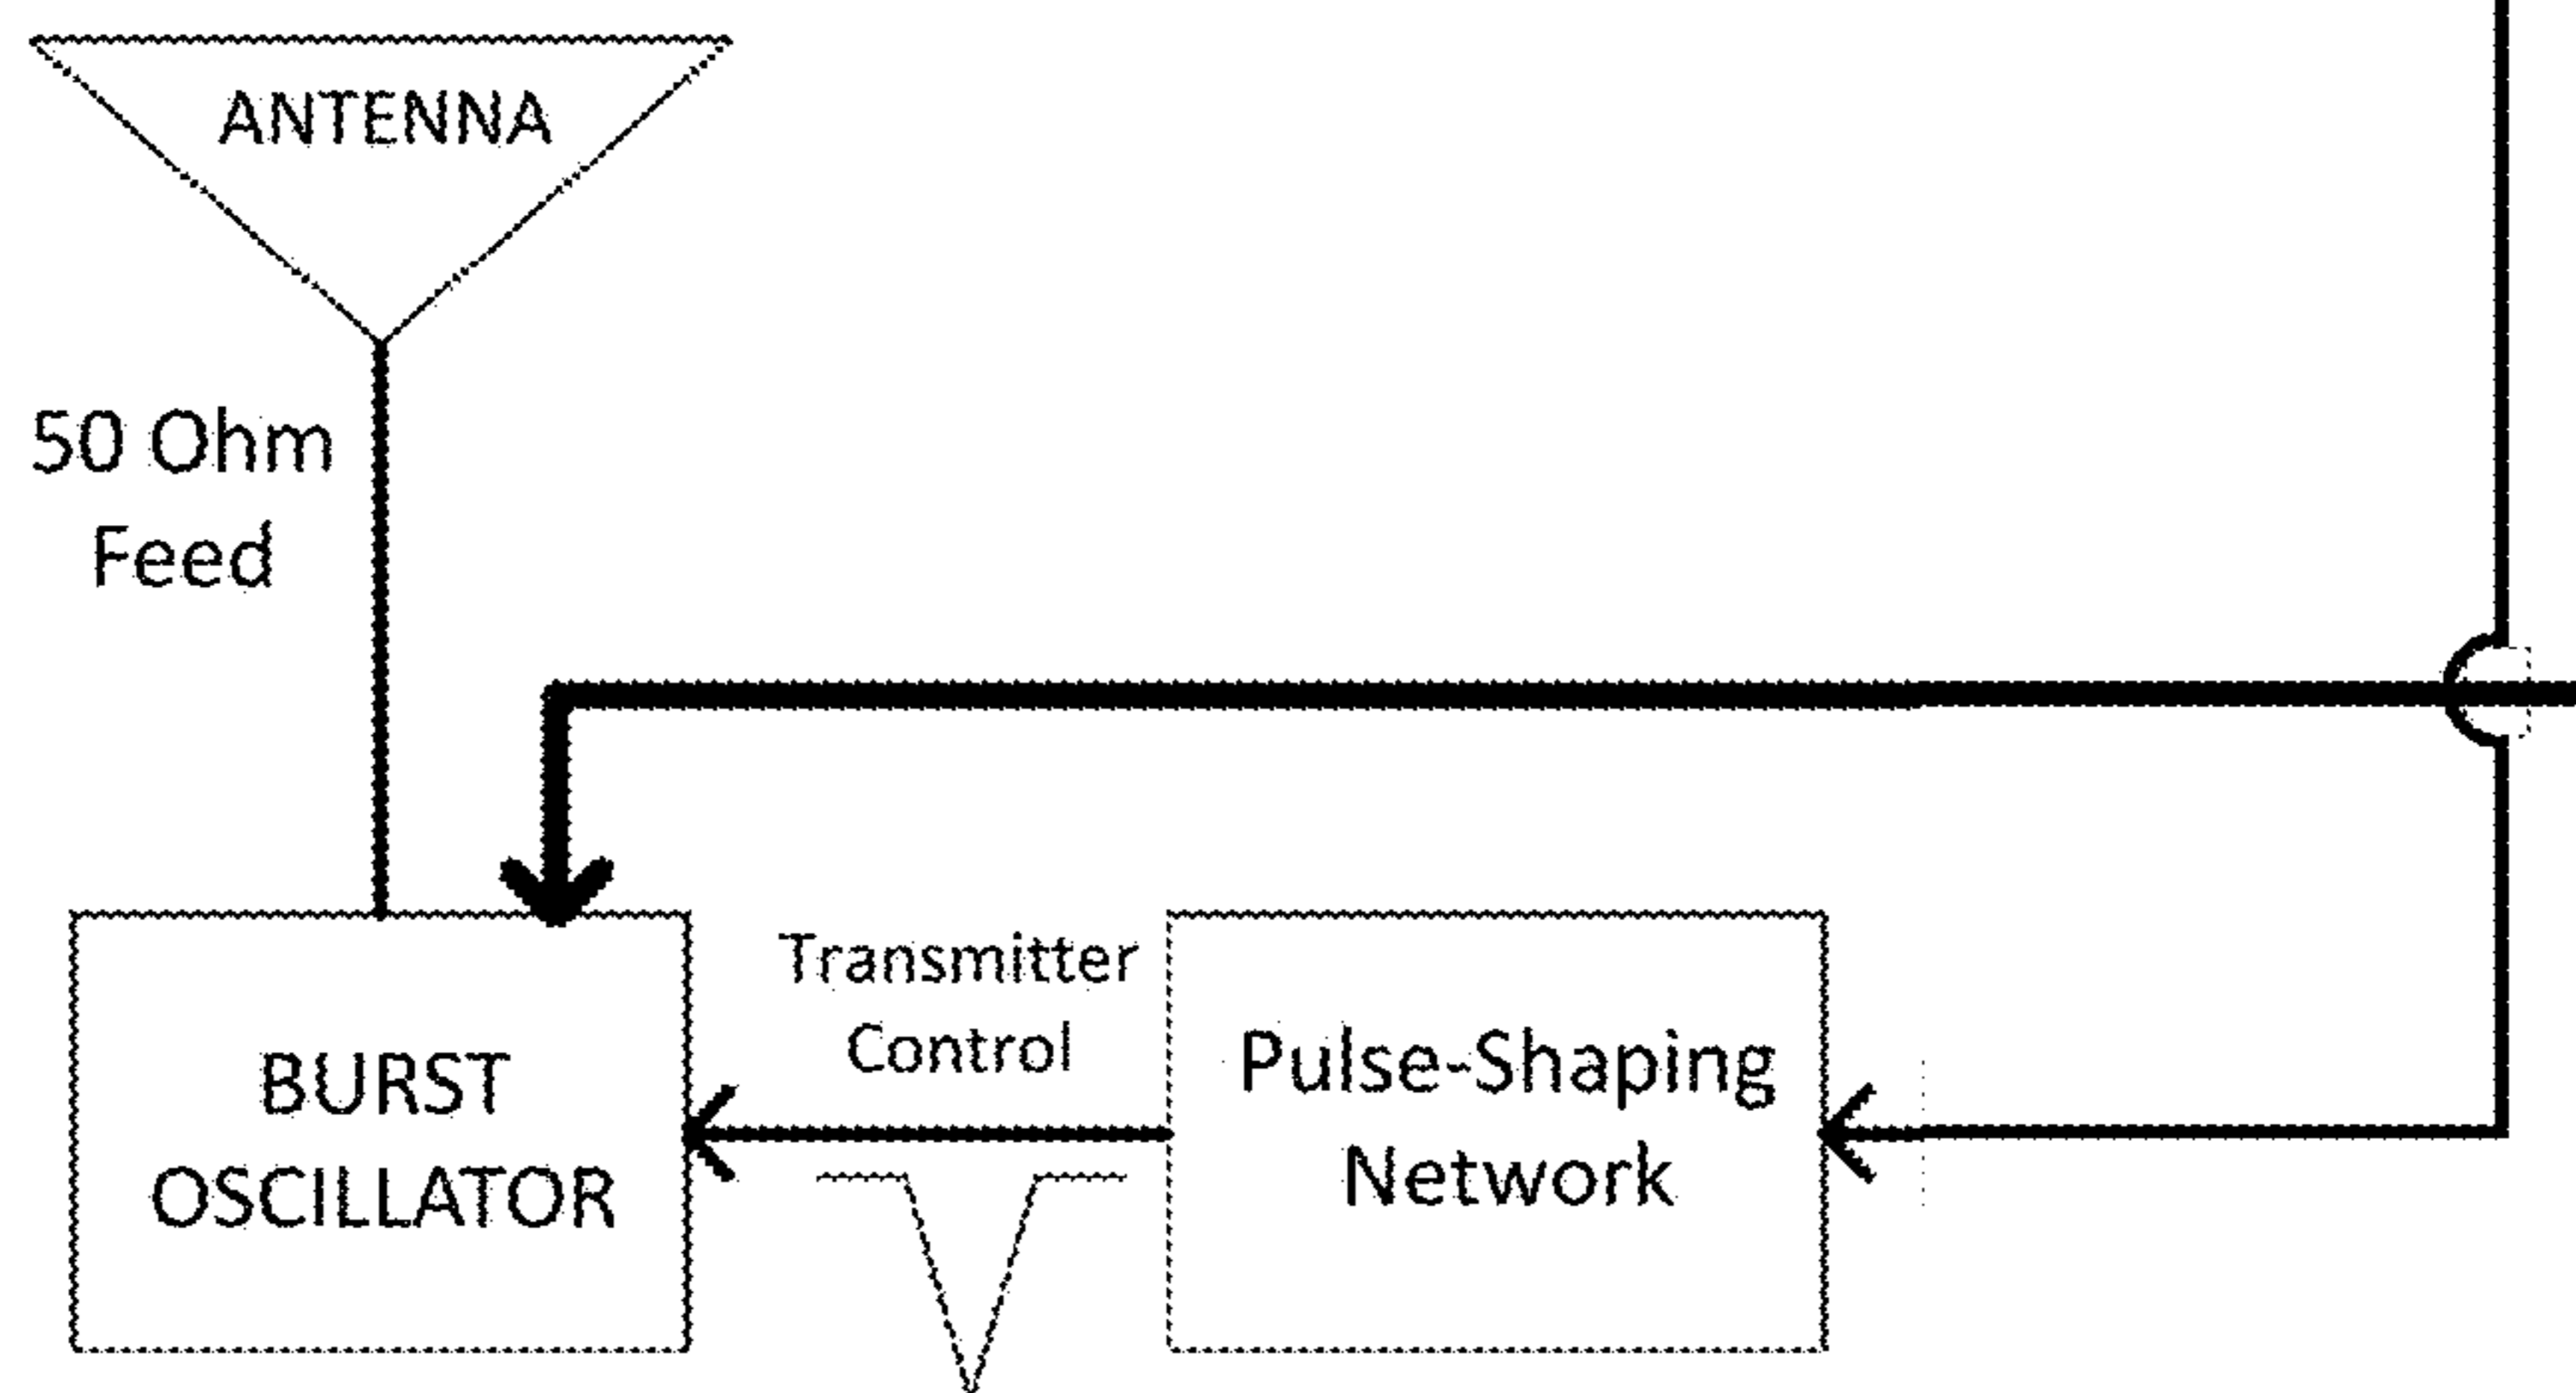 ANTENNA
50 Ohm
Feed
Transmitter
Control
BURST
OSCILLATOR
Pulse-Shaping
Network